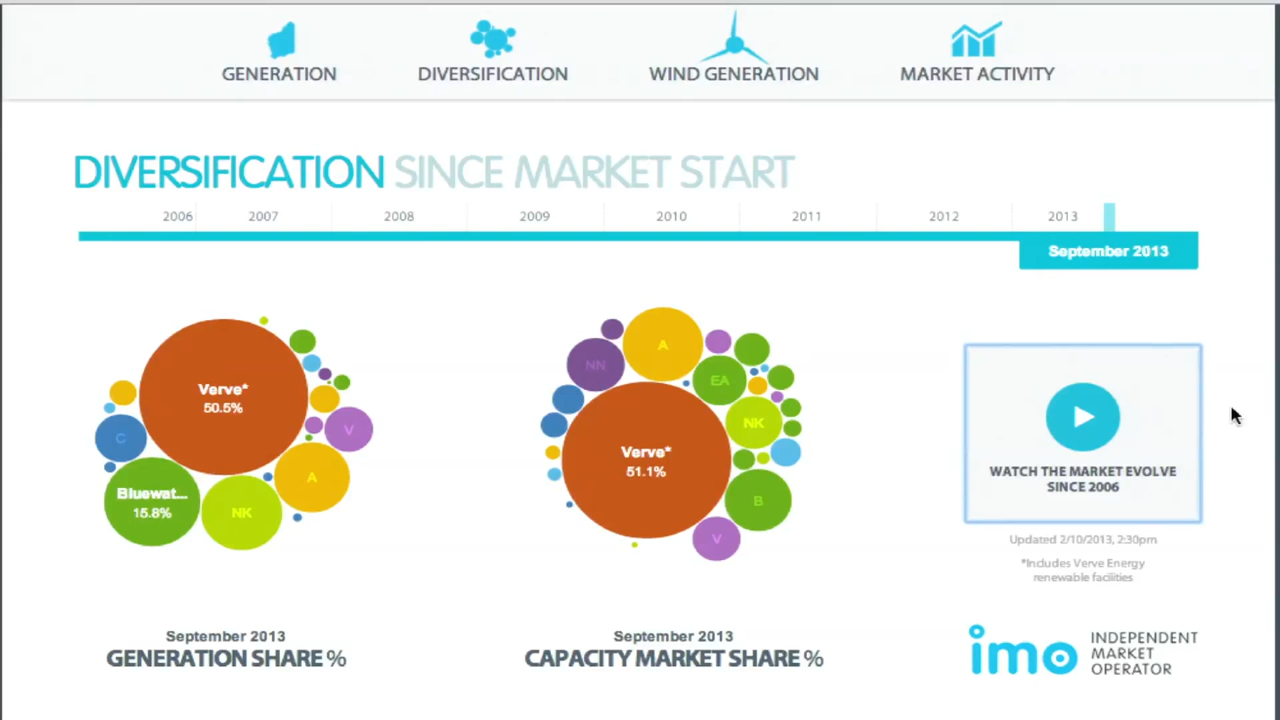 GENERATION
DIVERSIFICATION
WIND GENERATION
MARKET ACTIVITY
DIVERSIFICATION SINCE MARKET START
2006 2007 2008 2009 2010 2011 2012 2013
September 2013
Verve*
50.5%
C
V
A
Bluewat...
15.8%
NK
A
NN
EA
NK
Verve*
51.1%
B
V
WATCH THE MARKET EVOLVE
SINCE 2006
Updated 2/10/2013, 2:30pm
*Includes Verve Energy
renewable facilities
September 2013
GENERATION SHARE %
September 2013
CAPACITY MARKET SHARE %
imo
INDEPENDENT
MARKET
OPERATOR